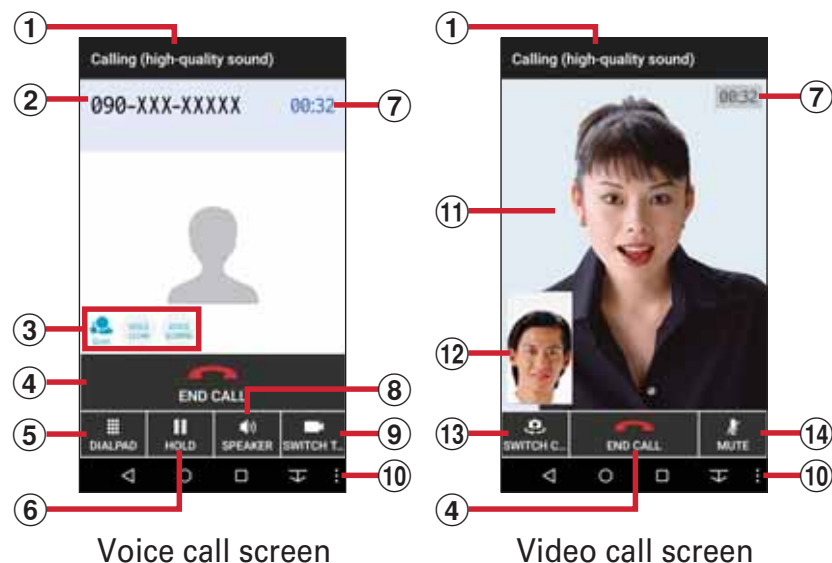 ① ①
Calling (high-quality sound)
Calling (high-quality sound)
② 090-XXX-XXXXX 00:32 ⑦
00:32 ⑦
⑪
③
⑫
④ END CALL
⑧
⑤ DIALPAD HOLD SPEAKER SWITCH T... ⑨
⑬ SWITCH C... END CALL MUTE ⑭
⑩
⑩
⑥
④
Voice call screen
Video call screen